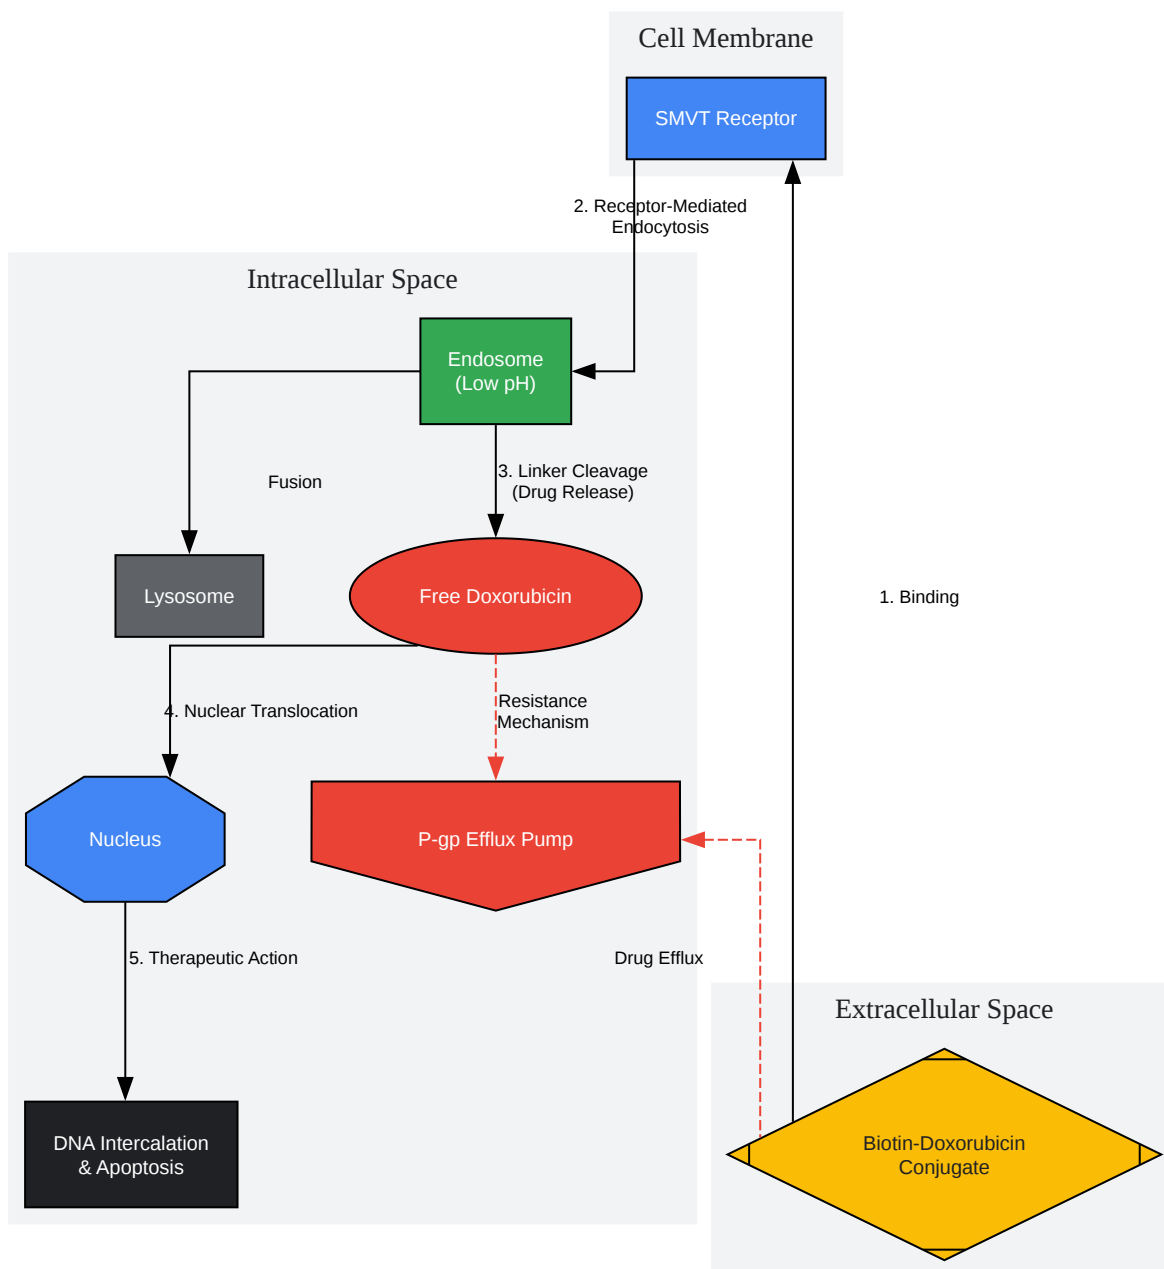 Cell Membrane
SMVT Receptor
2. Receptor-Mediated
Endocytosis
Intracellular Space
Endosome
(Low pH)
3. Linker Cleavage
(Drug Release)
Fusion
Lysosome
Free Doxorubicin
1. Binding
4. Nuclear Translocation
Resistance
Mechanism
Nucleus
P-gp Efflux Pump
5. Therapeutic Action
Drug Efflux
Extracellular Space
DNA Intercalation
& Apoptosis
Biotin-Doxorubicin
Conjugate